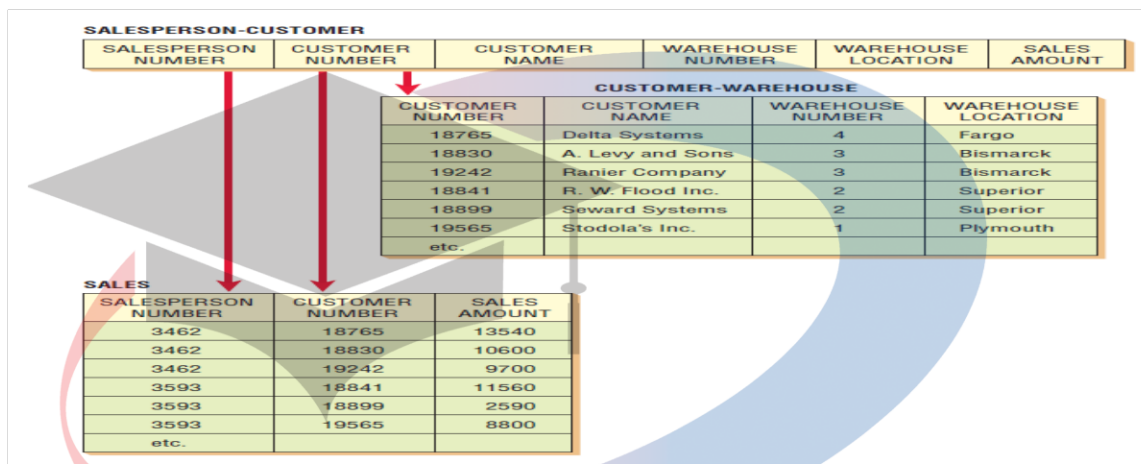 SALESPERSON-CUSTOMER
SALESPERSON NUMBER CUSTOMER NUMBER CUSTOMER NAME WAREHOUSE NUMBER WAREHOUSE LOCATION SALES AMOUNT
CUSTOMER-WAREHOUSE
CUSTOMER NUMBER CUSTOMER NAME WAREHOUSE NUMBER WAREHOUSE LOCATION
18765 Delta Systems 4 Fargo
18830 A. Levy and Sons 3 Bismarck
19242 Ranier Company 3 Bismarck
18841 R. W. Flood Inc. 2 Superior
18899 Seward Systems 2 Superior
19565 Stodola's Inc. 1 Plymouth
etc.
SALES
SALESPERSON NUMBER CUSTOMER NUMBER SALES AMOUNT
3462 18765 13540
3462 18830 10600
3462 19242 9700
3593 18841 11560
3593 18899 2590
3593 19565 8800
etc.